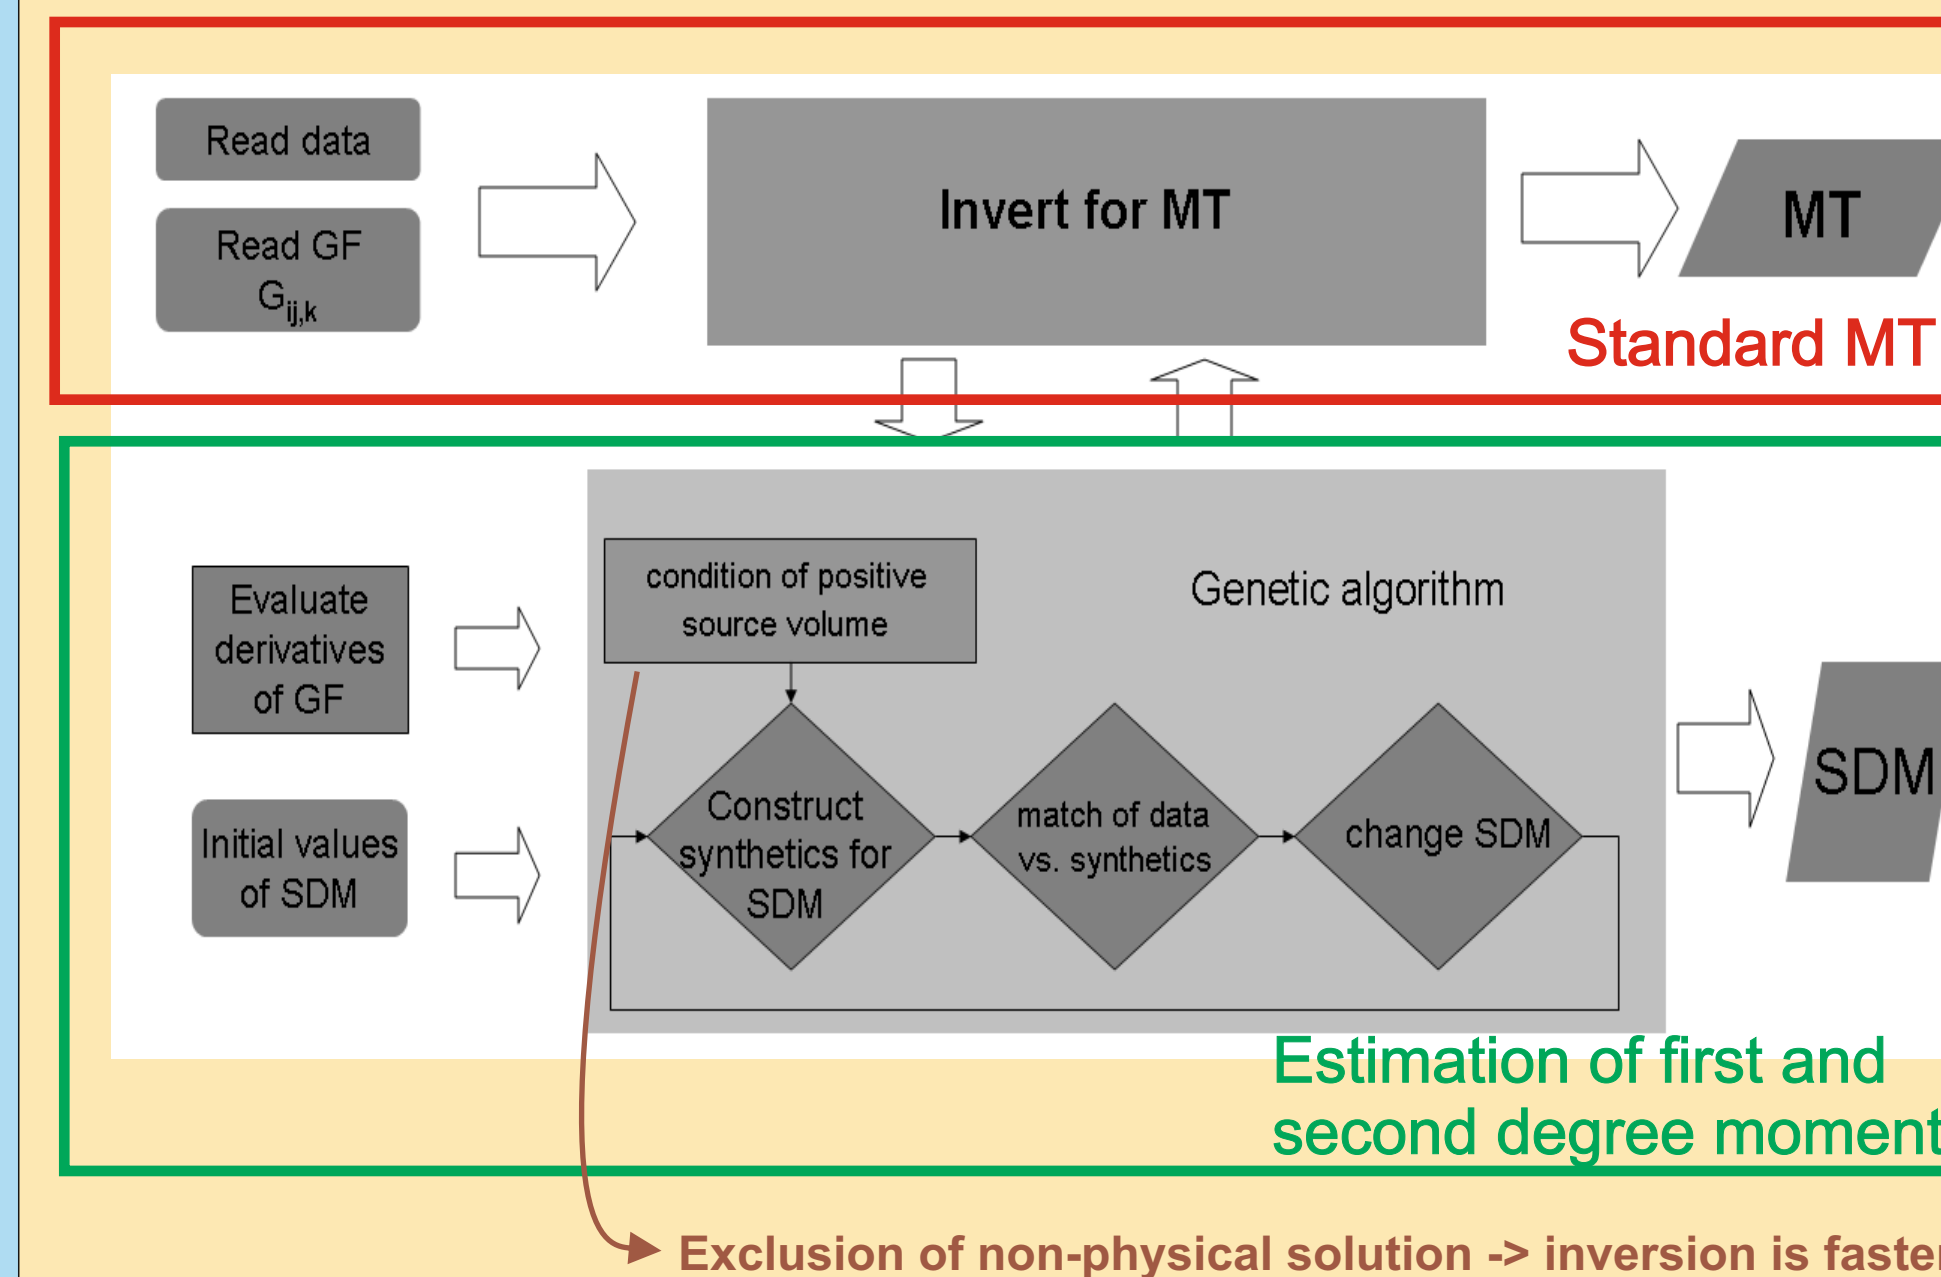 Read data
Read GF
G_ij,k
Invert for MT
MT
Standard MT
Evaluate
derivatives
of GF
Initial values
of SDM
condition of positive
source volume
Genetic algorithm
Construct
synthetics for
SDM
match of data
vs. synthetics
change SDM
SDM
Estimation of first and
second degree moment
Exclusion of non-physical solution -> inversion is faster